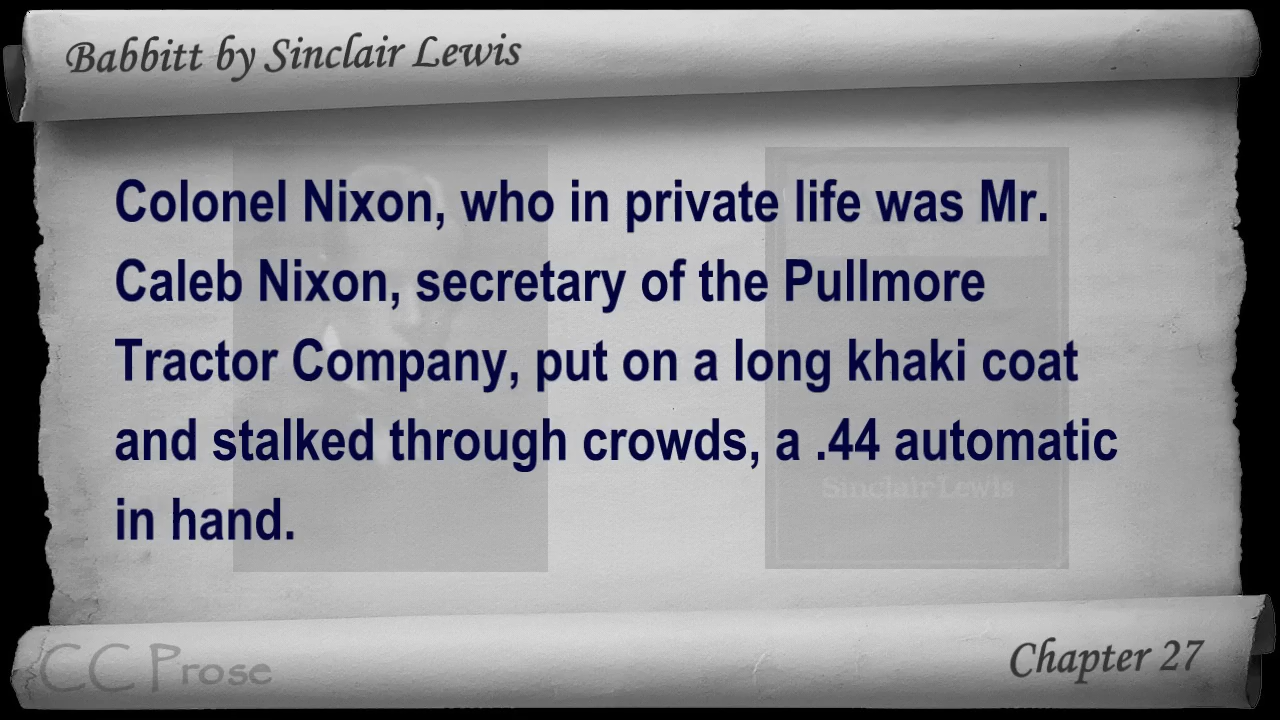 Babbitt by Sinclair Lewis
Colonel Nixon, who in private life was Mr.
Caleb Nixon, secretary of the Pullmore
Tractor Company, put on a long khaki coat
and stalked through crowds, a .44 automatic
in hand.
Sinclair Lewis
CC Prose
Chapter 27